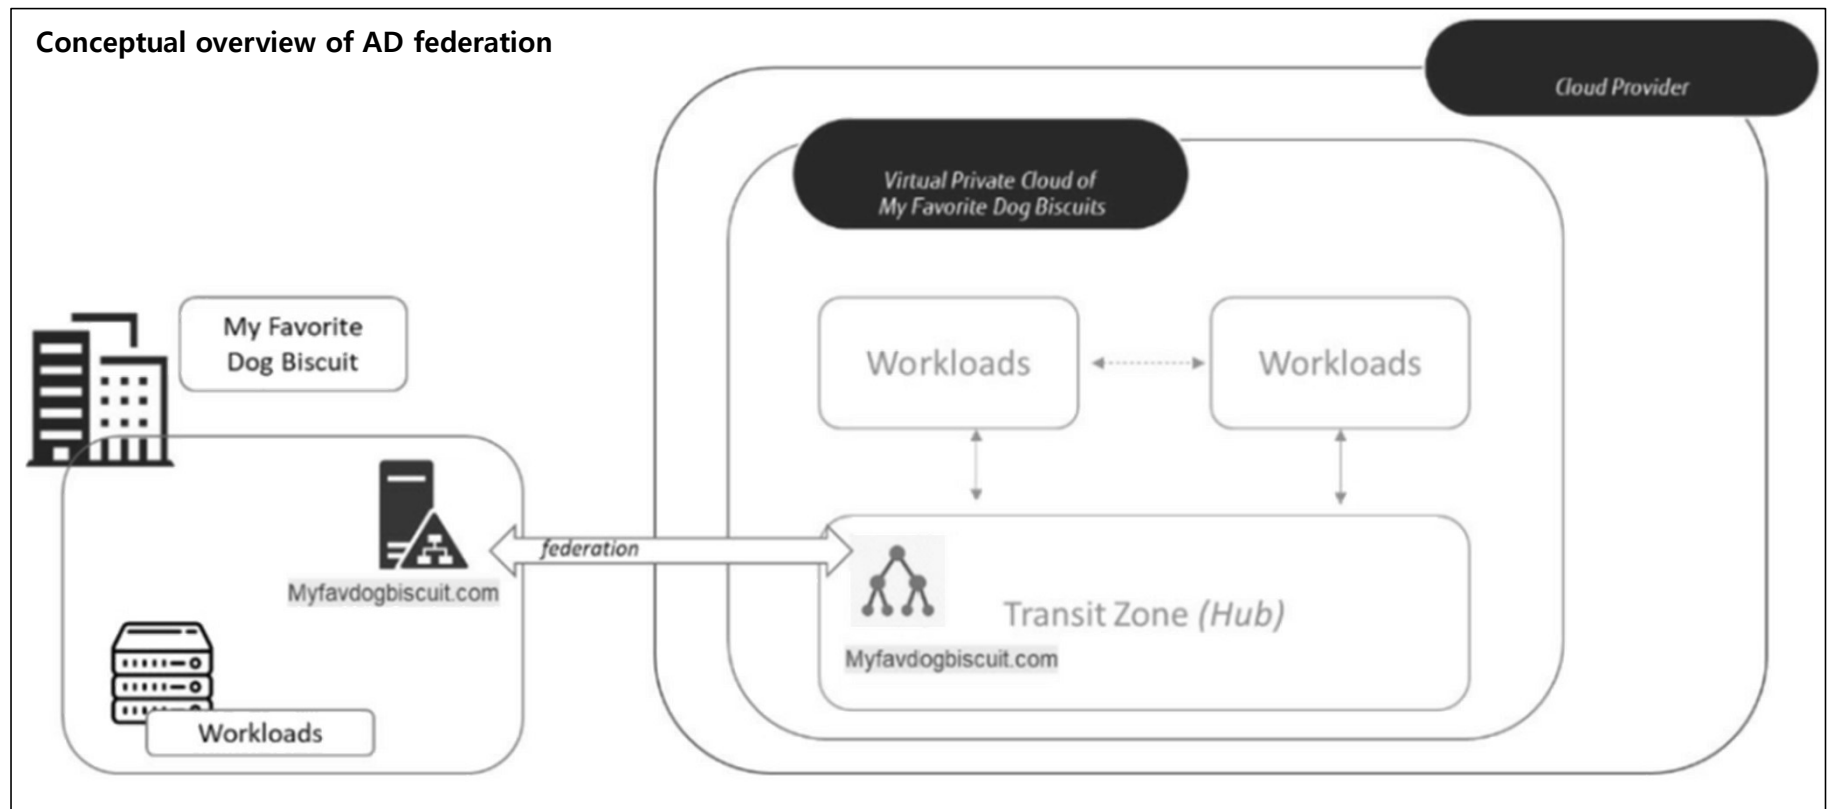 Conceptual overview of AD federation
Cloud Provider
Virtual Private Cloud of
My Favorite Dog Biscuits
My Favorite
Dog Biscuit
Workloads
Workloads
federation
Myfavdogbiscuit.com
Transit Zone (Hub)
Myfavdogbiscuit.com
Workloads